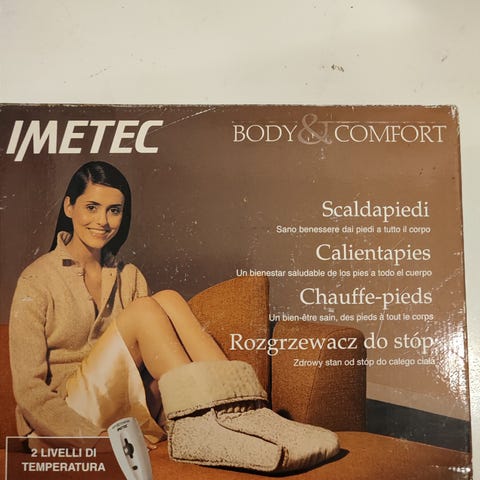 IMETEC
BODY & COMFORT
Scaldapiedi
Sano benessere dai piedi a tutto il corpo
Calientapies
Un bienestar saludable de los pies a todo el cuerpo
Chauffe-pieds
Un bien-être sain, des pieds à tout le corps
Rozgrzewacz do stóp
Zdrowy stan od stóp do całego ciała
2 LIVELLI DI
TEMPERATURA
IMETEC